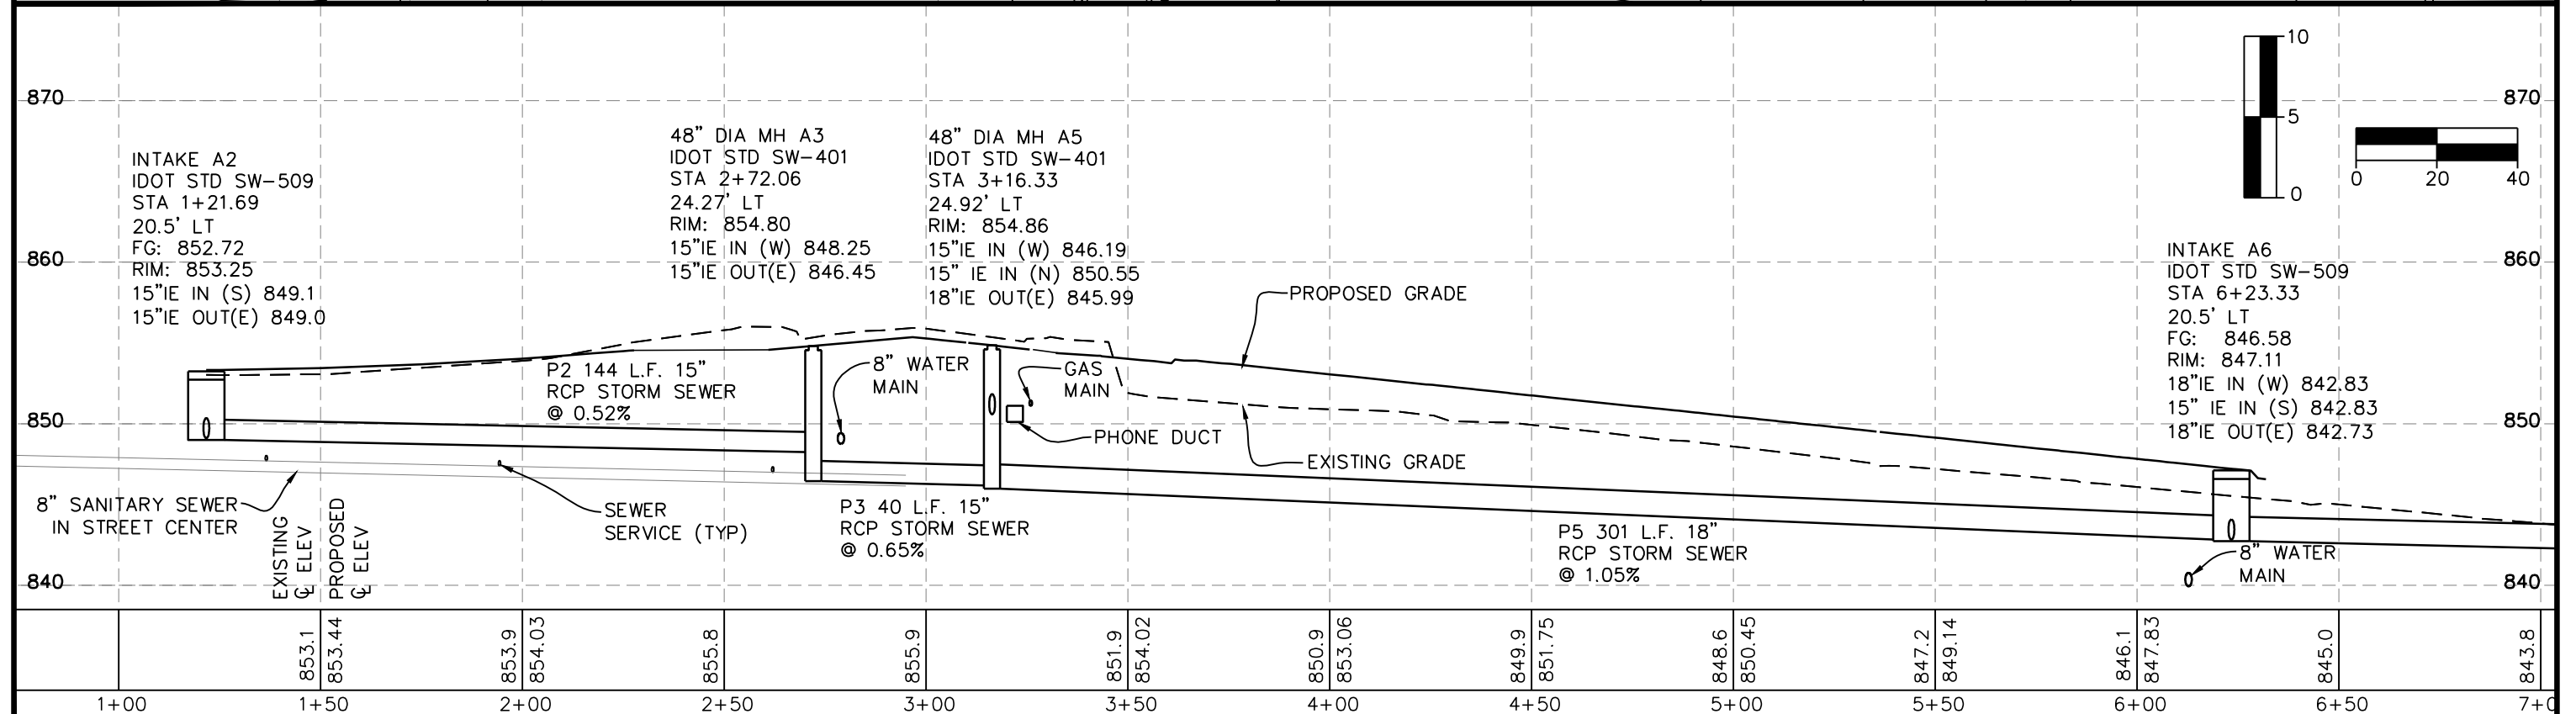 10
5
0
0 20 40
870
870
860
860
850
850
840
840
INTAKE A2
IDOT STD SW-509
STA 1+21.69
20.5' LT
FG: 852.72
RIM: 853.25
15"IE IN (S) 849.1
15"IE OUT(E) 849.0
48" DIA MH A3
IDOT STD SW-401
STA 2+72.06
24.27' LT
RIM: 854.80
15"IE IN (W) 848.25
15"IE OUT(E) 846.45
48" DIA MH A5
IDOT STD SW-401
STA 3+16.33
24.92' LT
RIM: 854.86
15"IE IN (W) 846.19
15" IE IN (N) 850.55
18"IE OUT(E) 845.99
INTAKE A6
IDOT STD SW-509
STA 6+23.33
20.5' LT
FG: 846.58
RIM: 847.11
18"IE IN (W) 842.83
15" IE IN (S) 842.83
18"IE OUT(E) 842.73
PROPOSED GRADE
P2 144 L.F. 15"
RCP STORM SEWER
@ 0.52%
8" WATER
MAIN
GAS
MAIN
PHONE DUCT
EXISTING GRADE
8" SANITARY SEWER
IN STREET CENTER
SEWER
SERVICE (TYP)
P3 40 L.F. 15"
RCP STORM SEWER
@ 0.65%
P5 301 L.F. 18"
RCP STORM SEWER
@ 1.05%
8" WATER
MAIN
EXISTING
℄ ELEV
PROPOSED
℄ ELEV
853.1
853.44
853.9
854.03
855.8
855.9
851.9
854.02
850.9
853.06
849.9
851.75
848.6
850.45
847.2
849.14
846.1
847.83
845.0
843.8
1+00 1+50 2+00 2+50 3+00 3+50 4+00 4+50 5+00 5+50 6+00 6+50 7+0